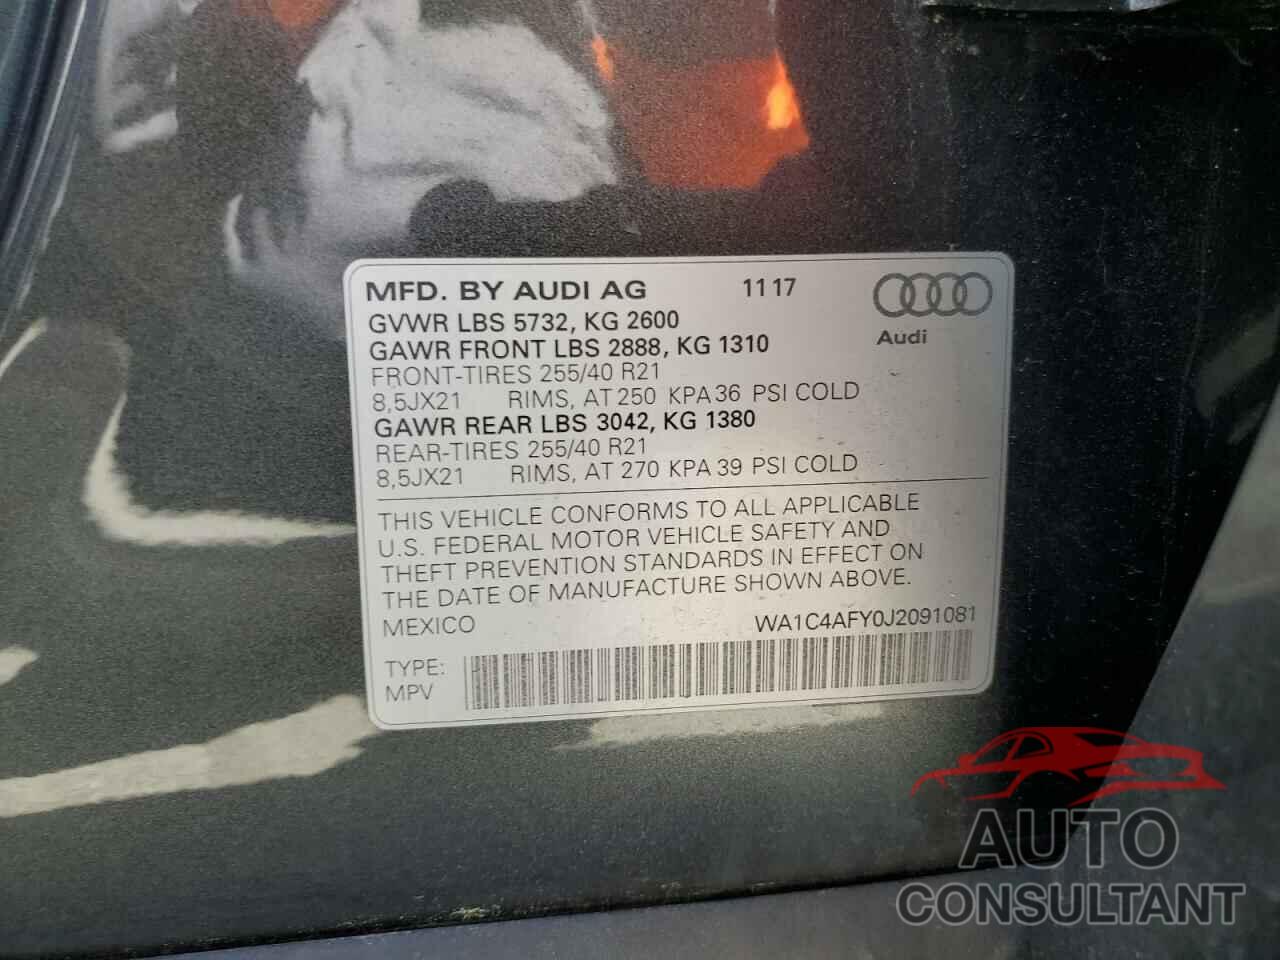 MFD. BY AUDI AG 11 17
GVWR LBS 5732, KG 2600
GAWR FRONT LBS 2888, KG 1310
Audi
FRONT-TIRES 255/40 R21
8,5JX21 RIMS, AT 250 KPA 36 PSI COLD
GAWR REAR LBS 3042, KG 1380
REAR-TIRES 255/40 R21
8,5JX21 RIMS, AT 270 KPA 39 PSI COLD
THIS VEHICLE CONFORMS TO ALL APPLICABLE
U.S. FEDERAL MOTOR VEHICLE SAFETY AND
THEFT PREVENTION STANDARDS IN EFFECT ON
THE DATE OF MANUFACTURE SHOWN ABOVE.
MEXICO WA1C4AFY0J2091081
TYPE:
MPV
AUTO
CONSULTANT